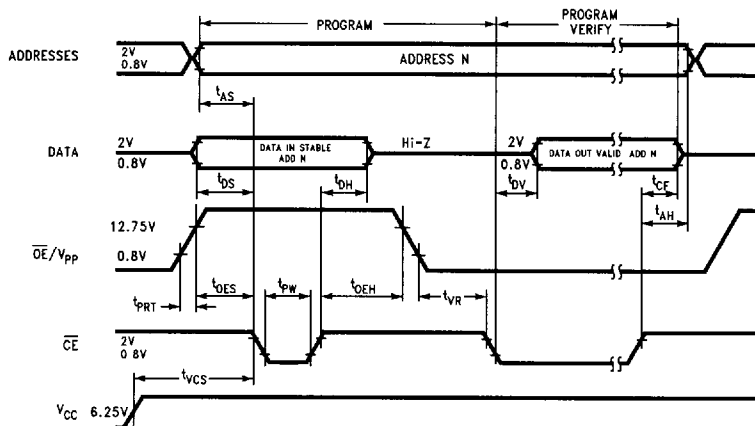 PROGRAM
PROGRAM
VERIFY
ADDRESSES
2V
0.8V
ADDRESS N
tAS
DATA
2V
0.8V
DATA IN STABLE
ADD N
Hi-Z
2V
0.8V
DATA OUT VALID ADD N
tDS
tDH
tDV
tCF
tAH
OE/VPP
12.75V
0.8V
tPRT
tOES
tPW
tOEH
tVR
CE
2V
0.8V
tVCS
VCC
6.25V